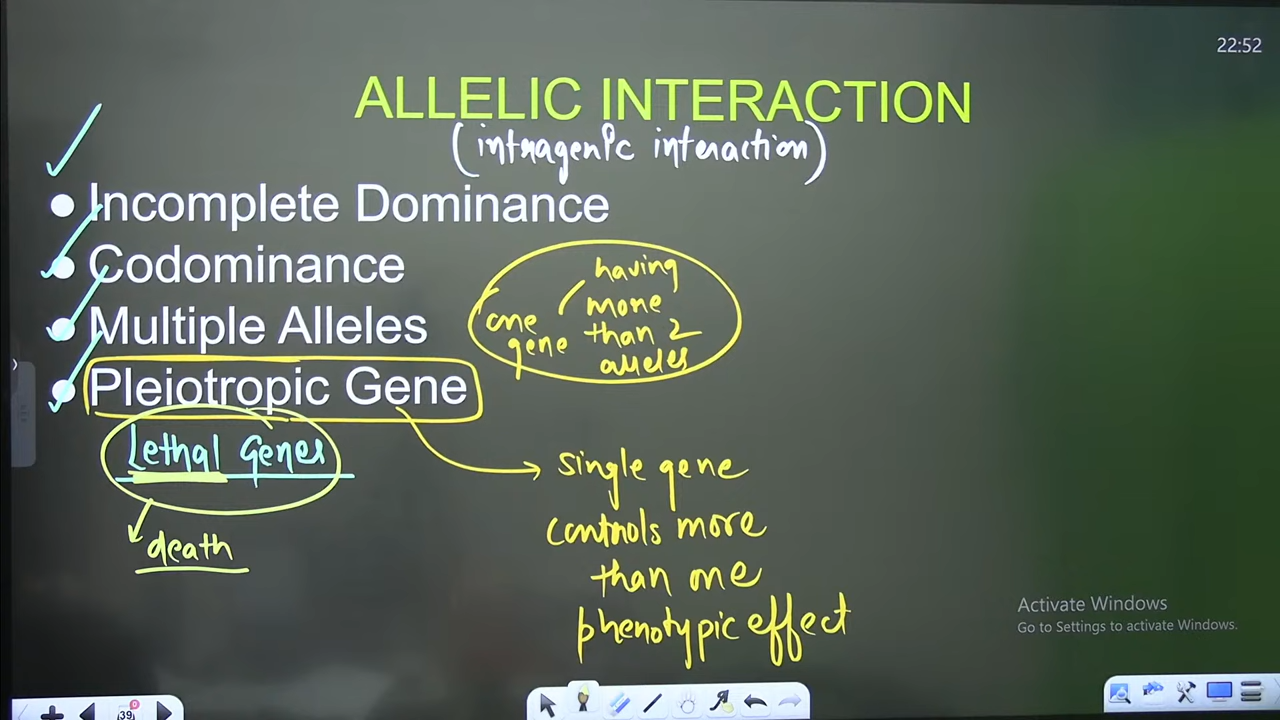 22:52
ALLELIC INTERACTION
(intragenic interaction)
Incomplete Dominance
Codominance
Multiple Alleles
one gene
having more than 2 alleles
Pleiotropic Gene
Lethal Genes
death
single gene
controls more
than one
phenotypic effect
Activate Windows
Go to Settings to activate Windows.
39
0